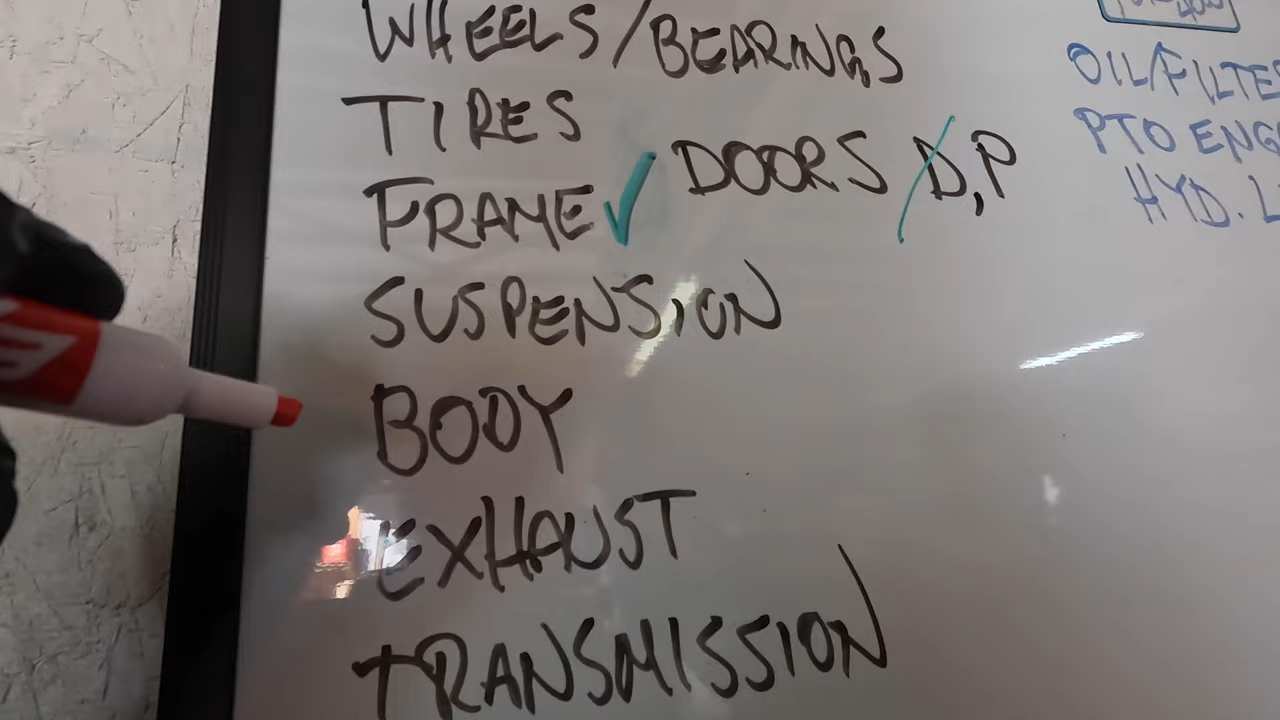 WHEELS/BEARINGS
TIRES
FRAME✓ DOORS D,P
SUSPENSION
BODY
EXHAUST
TRANSMISSION
OIL/FILTE
PTO ENG
HYD. L